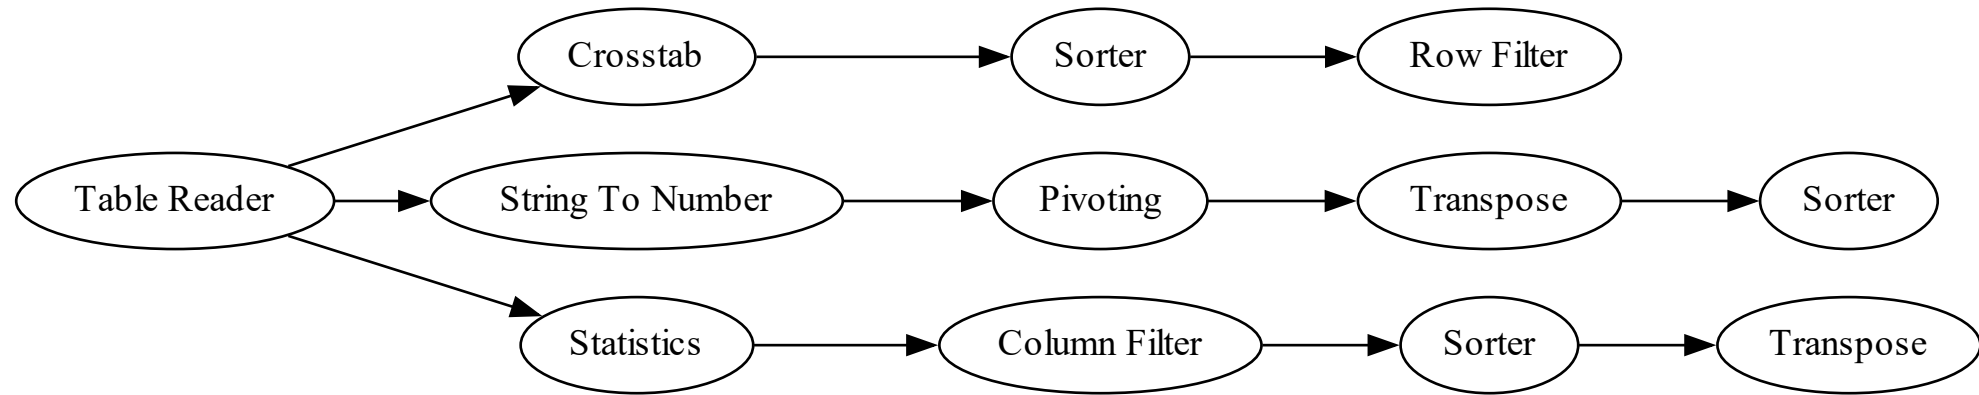 Crosstab
Sorter
Row Filter
Table Reader
String To Number
Pivoting
Transpose
Sorter
Statistics
Column Filter
Sorter
Transpose